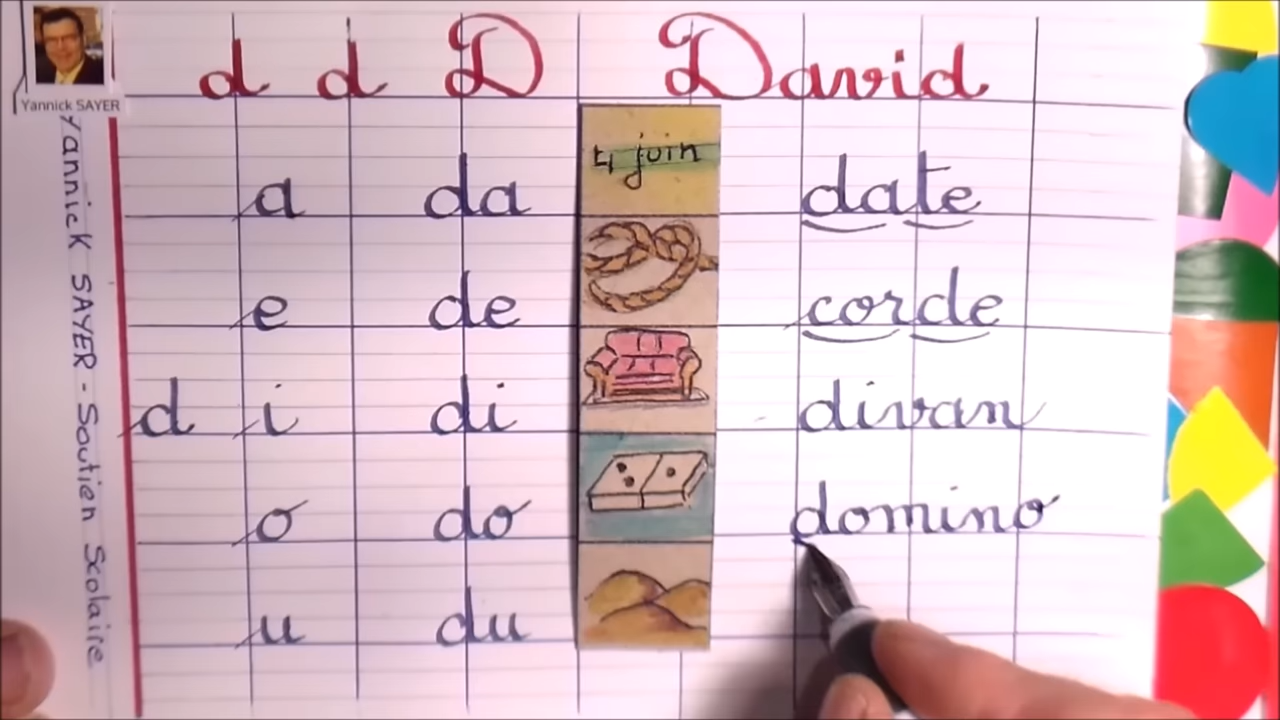 d d D David
Yannick SAYER
Yannick SAYER - Soutien Scolaire
4 juin
a da date
e de corde
d i di divan
o do domino
u du